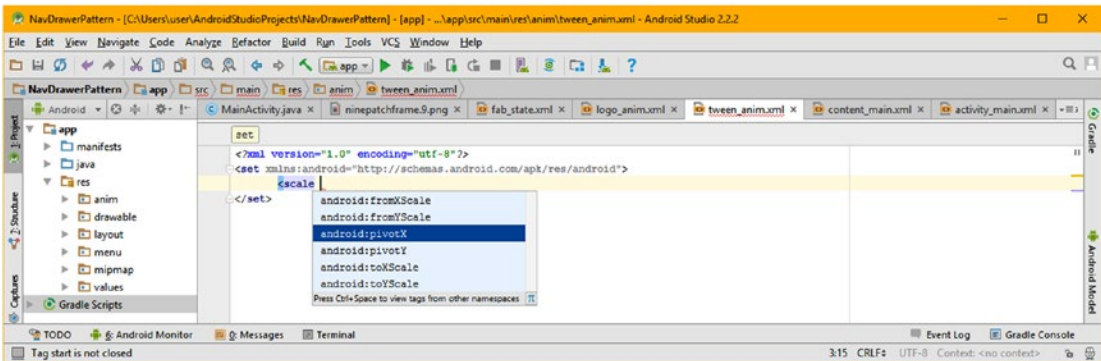 NavDrawerPattern - [C:\Users\user\AndroidStudioProjects\NavDrawerPattern] - [app] - ...\app\src\main\res\anim\tween_anim.xml - Android Studio 2.2.2
File Edit View Navigate Code Analyze Refactor Build Run Tools VCS Window Help
app
NavDrawerPattern app src main res anim tween_anim.xml
Android MainActivity.java ninepatchframe.9.png fab_state.xml logo_anim.xml tween_anim.xml content_main.xml activity_main.xml
1: Project
7: Structure
Captures
app
manifests
java
res
anim
drawable
layout
menu
mipmap
values
Gradle Scripts
set
<?xml version="1.0" encoding="utf-8"?>
<set xmlns:android="http://schemas.android.com/apk/res/android">
<scale
</set>
android:fromXScale
android:fromYScale
android:pivotX
android:pivotY
android:toXScale
android:toYScale
Press Ctrl+Space to view tags from other namespaces π
Gradle
Android Model
TODO 6: Android Monitor 0: Messages Terminal Event Log Gradle Console
Tag start is not closed 3:15 CRLF UTF-8 Context: <no context>